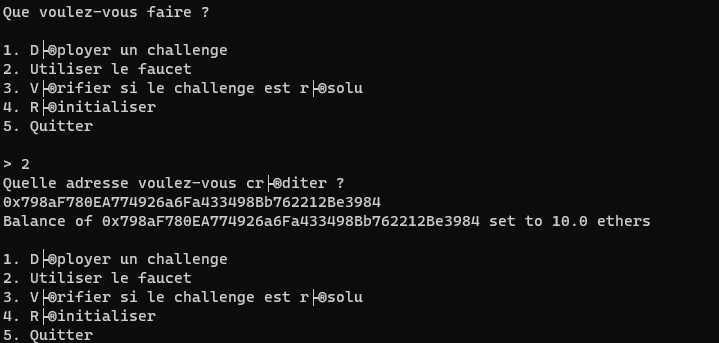 Que voulez-vous faire ?
1. D├®ployer un challenge
2. Utiliser le faucet
3. V├®rifier si le challenge est r├®solu
4. R├®initialiser
5. Quitter
> 2
Quelle adresse voulez-vous cr├®diter ?
0x798aF780EA774926a6Fa433498Bb762212Be3984
Balance of 0x798aF780EA774926a6Fa433498Bb762212Be3984 set to 10.0 ethers
1. D├®ployer un challenge
2. Utiliser le faucet
3. V├®rifier si le challenge est r├®solu
4. R├®initialiser
5. Quitter